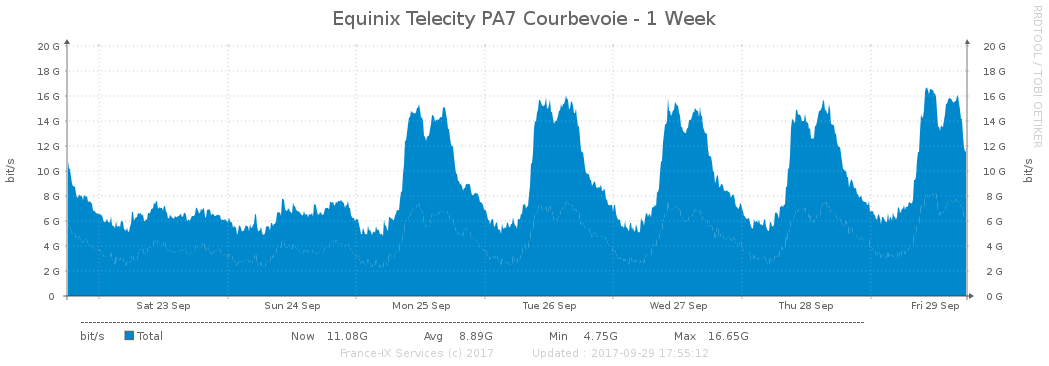 Equinix Telecity PA7 Courbevoie - 1 Week
RRDTOOL / TOBI OETIKER
bit/s
20 G
18 G
16 G
14 G
12 G
10 G
8 G
6 G
4 G
2 G
0
20 G
18 G
16 G
14 G
12 G
10 G
8 G
6 G
4 G
2 G
0 G
bit/s
Sat 23 Sep Sun 24 Sep Mon 25 Sep Tue 26 Sep Wed 27 Sep Thu 28 Sep Fri 29 Sep
bit/s Total Now 11.08G Avg 8.89G Min 4.75G Max 16.65G
France-IX Services (c) 2017 Updated : 2017-09-29 17:55:12